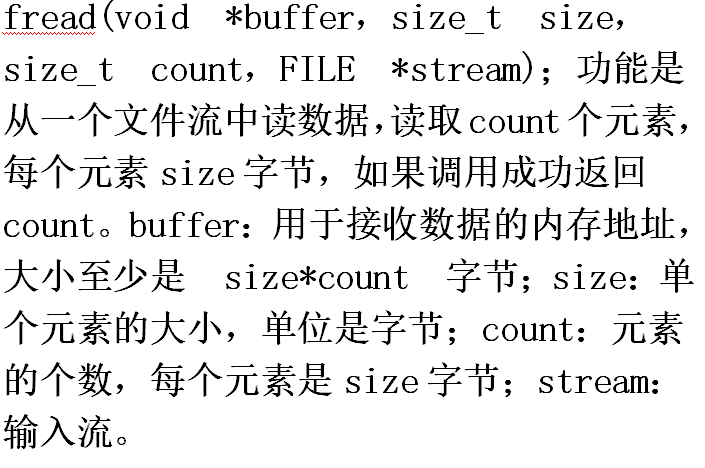 fread(void *buffer, size_t size,
size_t count, FILE *stream); 功能是
从一个文件流中读数据,读取count个元素,
每个元素size字节, 如果调用成功返回
count。buffer: 用于接收数据的内存地址,
大小至少是 size*count 字节; size: 单
个元素的大小, 单位是字节; count: 元素
的个数, 每个元素是size字节; stream:
输入流。